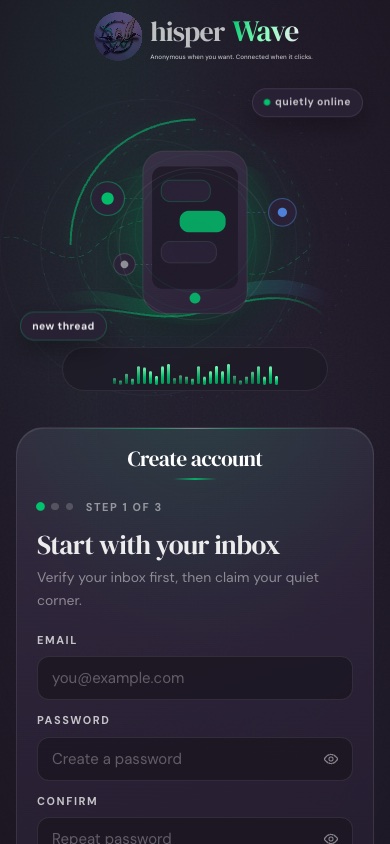 hisper Wave
Anonymous when you want. Connected when it clicks.
quietly online
new thread
Create account
STEP 1 OF 3
Start with your inbox
Verify your inbox first, then claim your quiet
corner.
EMAIL
you@example.com
PASSWORD
Create a password
CONFIRM
Repeat password